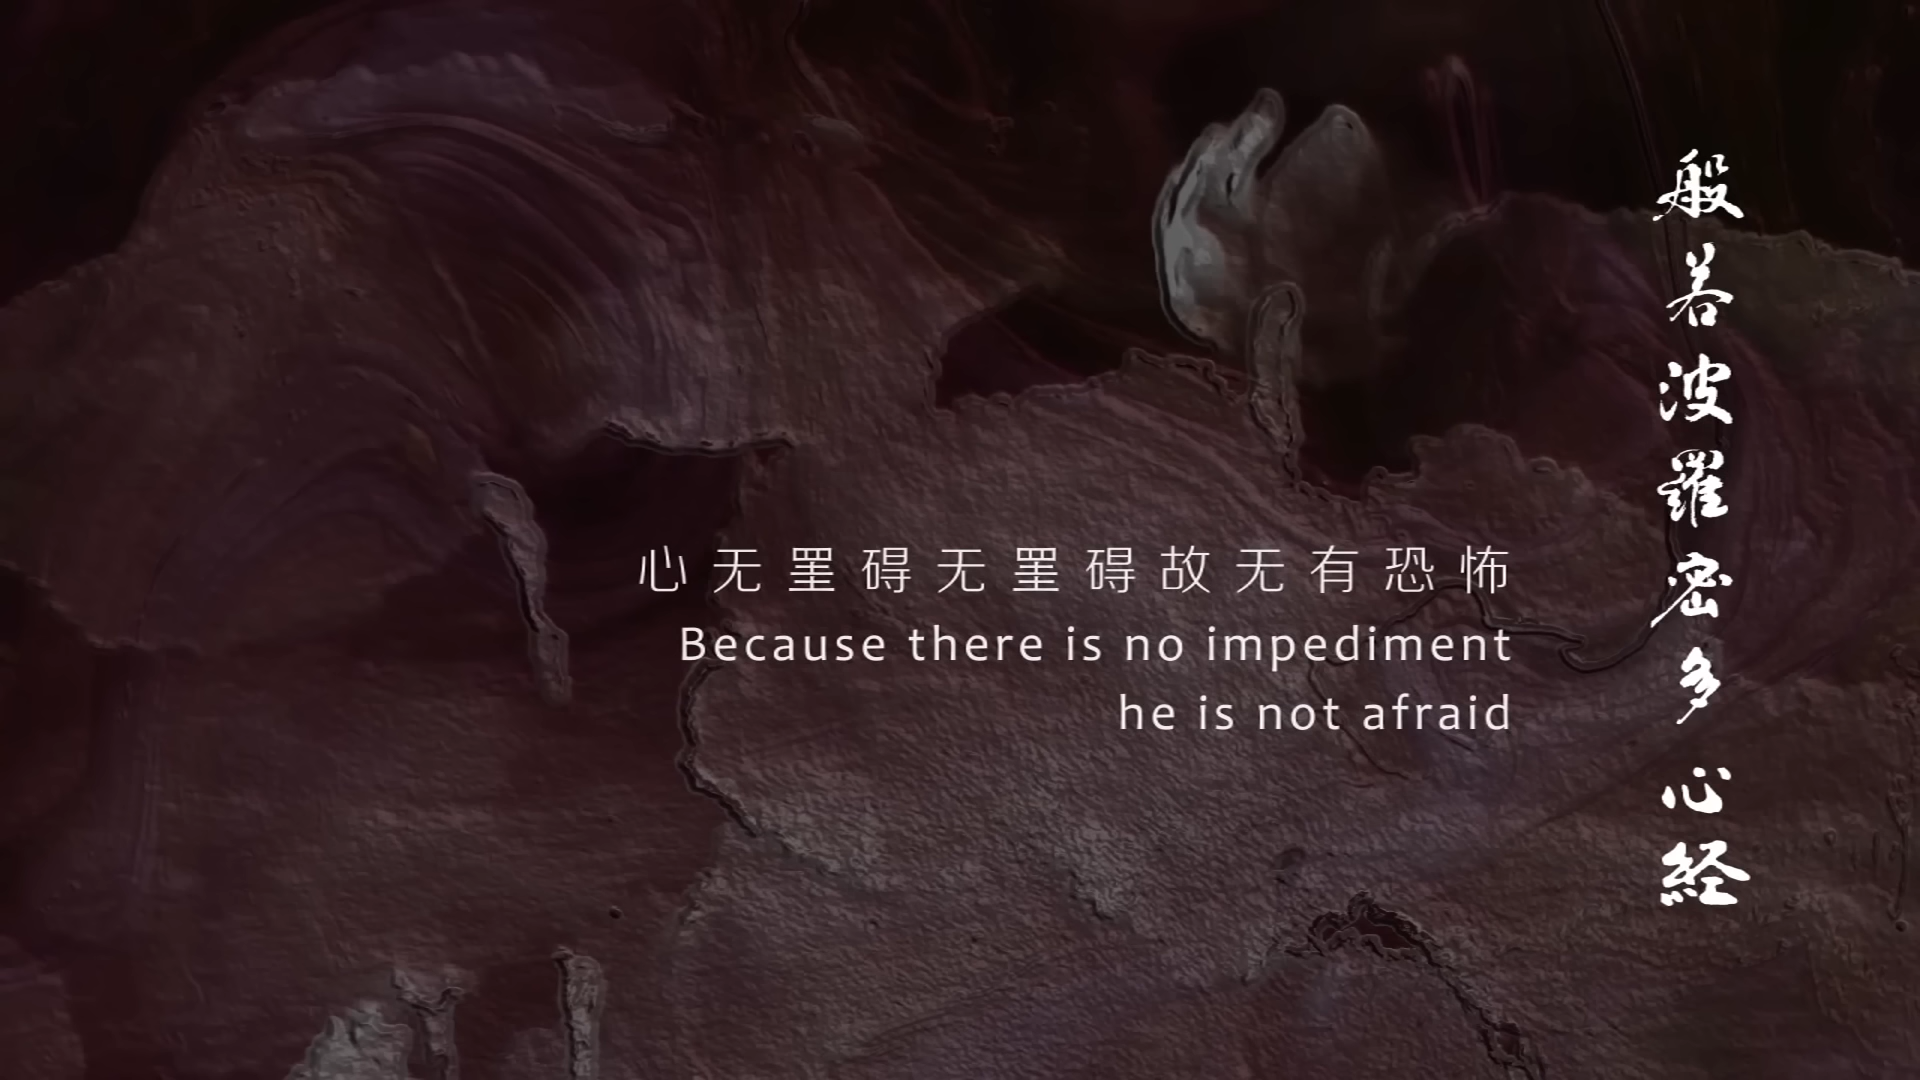 心无罣碍无罣碍故无有恐怖
Because there is no impediment
he is not afraid
般若波羅密多心経